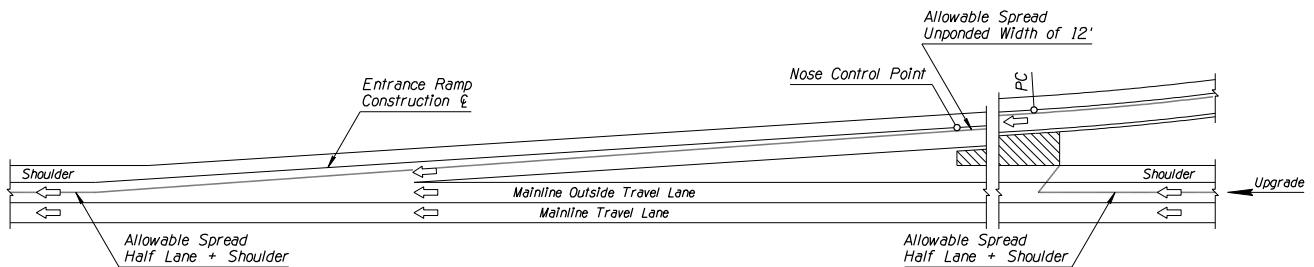 Allowable Spread
Unponded Width of 12'
Nose Control Point
PC
Entrance Ramp
Construction ℄
Shoulder
Shoulder
Mainline Outside Travel Lane
Upgrade
Mainline Travel Lane
Allowable Spread
Half Lane + Shoulder
Allowable Spread
Half Lane + Shoulder